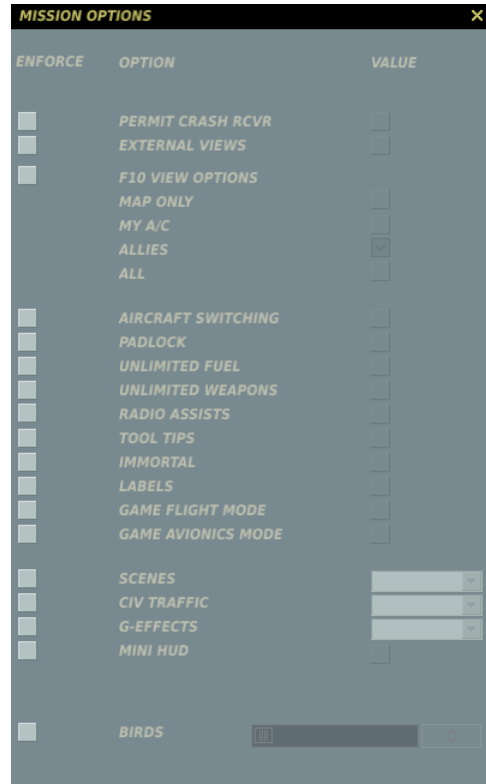 MISSION OPTIONS
ENFORCE OPTION VALUE
PERMIT CRASH RCVR
EXTERNAL VIEWS
F10 VIEW OPTIONS
MAP ONLY
MY A/C
ALLIES
ALL
AIRCRAFT SWITCHING
PADLOCK
UNLIMITED FUEL
UNLIMITED WEAPONS
RADIO ASSISTS
TOOL TIPS
IMMORTAL
LABELS
GAME FLIGHT MODE
GAME AVIONICS MODE
SCENES
CIV TRAFFIC
G-EFFECTS
MINI HUD
BIRDS 0